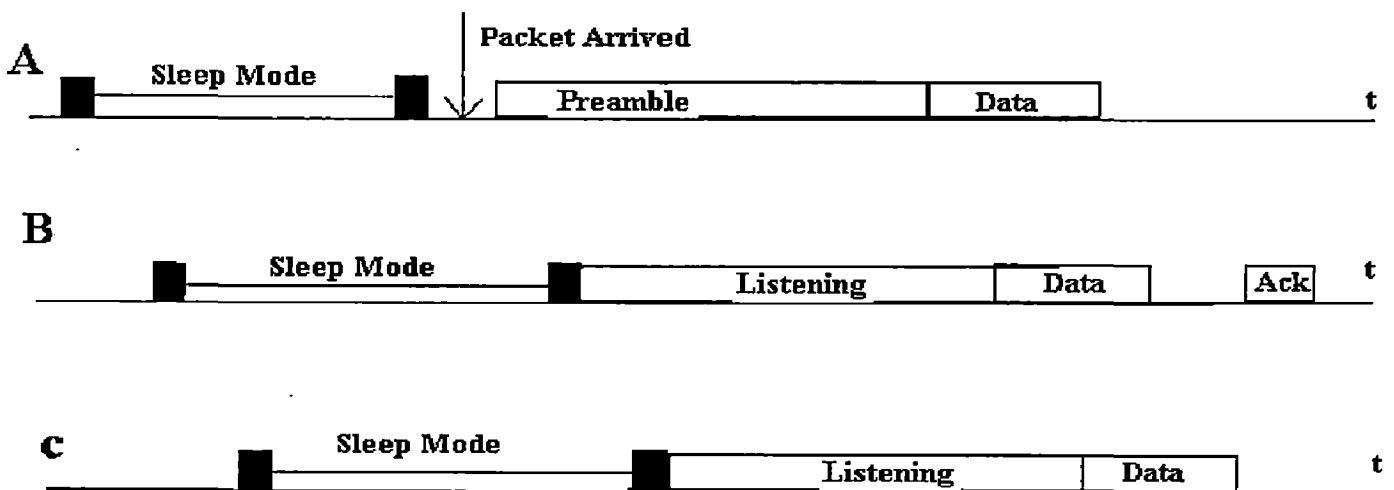 Packet Arrived
A
Sleep Mode
Preamble Data t
B
Sleep Mode
Listening Data Ack t
c
Sleep Mode
Listening Data t